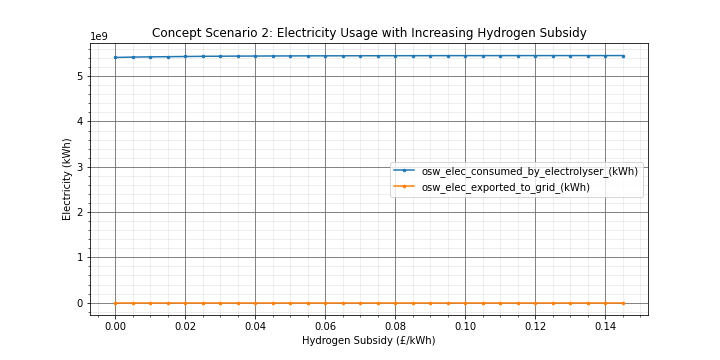 Concept Scenario 2: Electricity Usage with Increasing Hydrogen Subsidy
1e9
5
4
3
2
1
0
Electricity (kWh)
osw_elec_consumed_by_electrolyser_(kWh)
osw_elec_exported_to_grid_(kWh)
0.00 0.02 0.04 0.06 0.08 0.10 0.12 0.14
Hydrogen Subsidy (£/kWh)